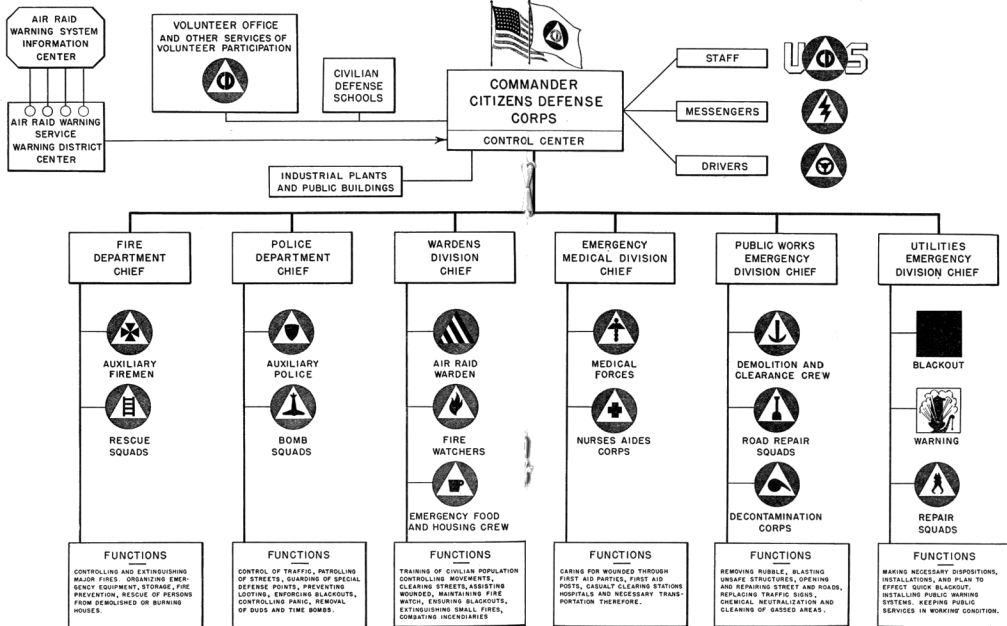 AIR RAID
WARNING SYSTEM
INFORMATION
CENTER
AIR RAID WARNING
SERVICE
WARNING DISTRICT
CENTER
VOLUNTEER OFFICE
AND OTHER SERVICES OF
VOLUNTEER PARTICIPATION
CD
CIVILIAN
DEFENSE
SCHOOLS
INDUSTRIAL PLANTS
AND PUBLIC BUILDINGS
COMMANDER
CITIZENS DEFENSE
CORPS
CONTROL CENTER
STAFF
U CD S
MESSENGERS
DRIVERS
FIRE
DEPARTMENT
CHIEF
AUXILIARY
FIREMEN
RESCUE
SQUADS
FUNCTIONS
CONTROLLING AND EXTINGUISHING
MAJOR FIRES. ORGANIZING EMER-
GENCY EQUIPMENT, STORAGE, FIRE
PREVENTION, RESCUE OF PERSONS
FROM DEMOLISHED OR BURNING
HOUSES.
POLICE
DEPARTMENT
CHIEF
AUXILIARY
POLICE
BOMB
SQUADS
FUNCTIONS
CONTROL OF TRAFFIC, PATROLLING
OF STREETS, GUARDING OF SPECIAL
DEFENSE POINTS, PREVENTING
LOOTING, ENFORCING BLACKOUTS,
CONTROLLING PANIC, REMOVAL
OF DUDS AND TIME BOMBS.
WARDENS
DIVISION
CHIEF
AIR RAID
WARDEN
FIRE
WATCHERS
EMERGENCY FOOD
AND HOUSING CREW
FUNCTIONS
TRAINING OF CIVILIAN POPULATION
CONTROLLING MOVEMENTS,
CLEARING STREETS, ASSISTING
WOUNDED, MAINTAINING FIRE
WATCH, ENSURING BLACKOUTS,
EXTINGUISHING SMALL FIRES,
COMBATING INCENDIARIES
EMERGENCY
MEDICAL DIVISION
CHIEF
MEDICAL
FORCES
NURSES AIDES
CORPS
FUNCTIONS
CARING FOR WOUNDED THROUGH
FIRST AID PARTIES, FIRST AID
POSTS, CASUALT CLEARING STATIONS
HOSPITALS AND NECESSARY TRANS-
PORTATION THEREFORE.
PUBLIC WORKS
EMERGENCY
DIVISION CHIEF
DEMOLITION AND
CLEARANCE CREW
ROAD REPAIR
SQUADS
DECONTAMINATION
CORPS
FUNCTIONS
REMOVING RUBBLE, BLASTING
UNSAFE STRUCTURES, OPENING
AND REPAIRING STREET AND ROADS,
REPLACING TRAFFIC SIGNS,
CHEMICAL NEUTRALIZATION AND
CLEANING OF GASSED AREAS.
UTILITIES
EMERGENCY
DIVISION CHIEF
BLACKOUT
WARNING
REPAIR
SQUADS
FUNCTIONS
MAKING NECESSARY DISPOSITIONS,
INSTALLATIONS, AND PLAN TO
EFFECT QUICK BLACKOUT.
INSTALLING PUBLIC WARNING
SYSTEMS. KEEPING PUBLIC
SERVICES IN WORKING CONDITION.